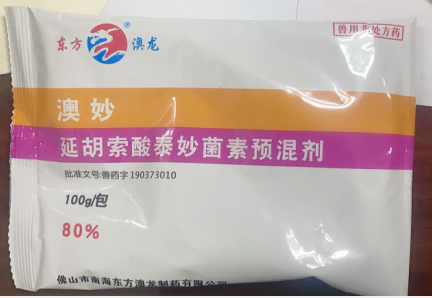 东方 澳龙
®
兽用非处方药
澳妙
延胡索酸泰妙菌素预混剂
批准文号:兽药字190373010
100g/包
80%
佛山市南海东方澳龙制药有限公司